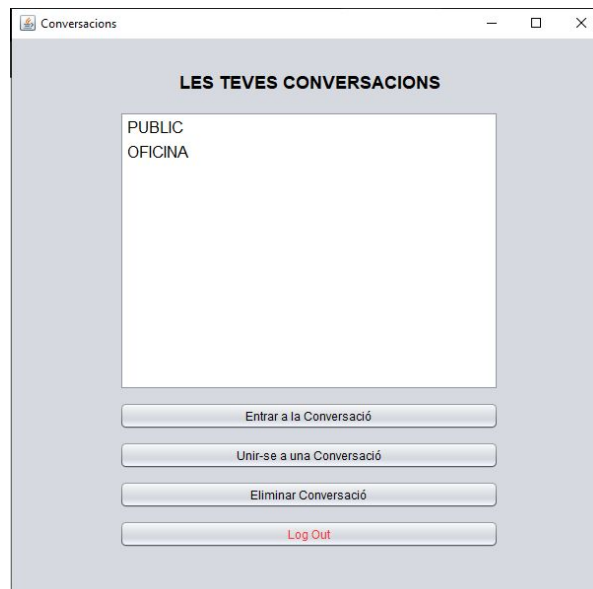 Conversacions
LES TEVES CONVERSACIONS
PUBLIC
OFICINA
Entrar a la Conversació
Unir-se a una Conversació
Eliminar Conversació
Log Out